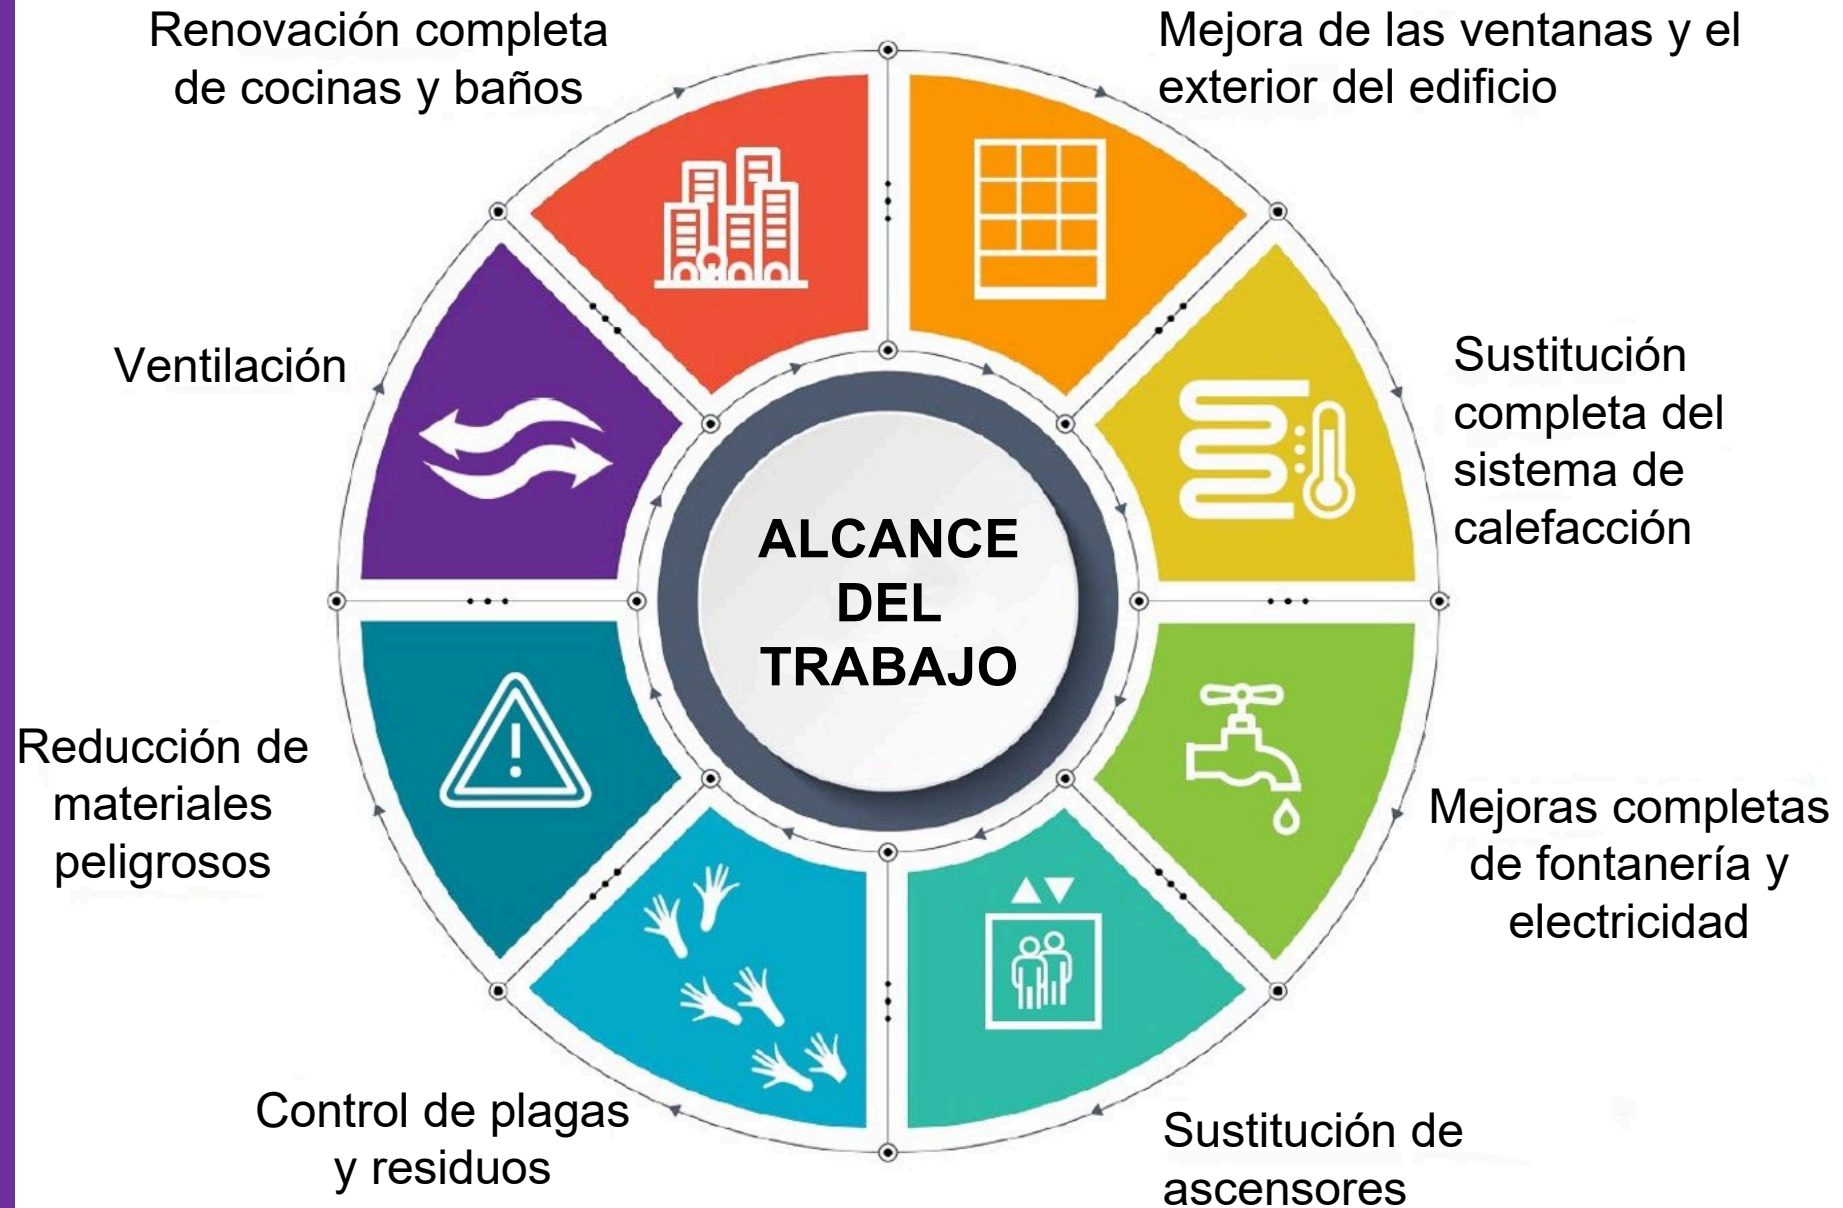 Renovación completa
de cocinas y baños
Mejora de las ventanas y el
exterior del edificio
Ventilación
Sustitución
completa del
sistema de
calefacción
ALCANCE
DEL
TRABAJO
Reducción de
materiales
peligrosos
Mejoras completas
de fontanería y
electricidad
Control de plagas
y residuos
Sustitución de
ascensores